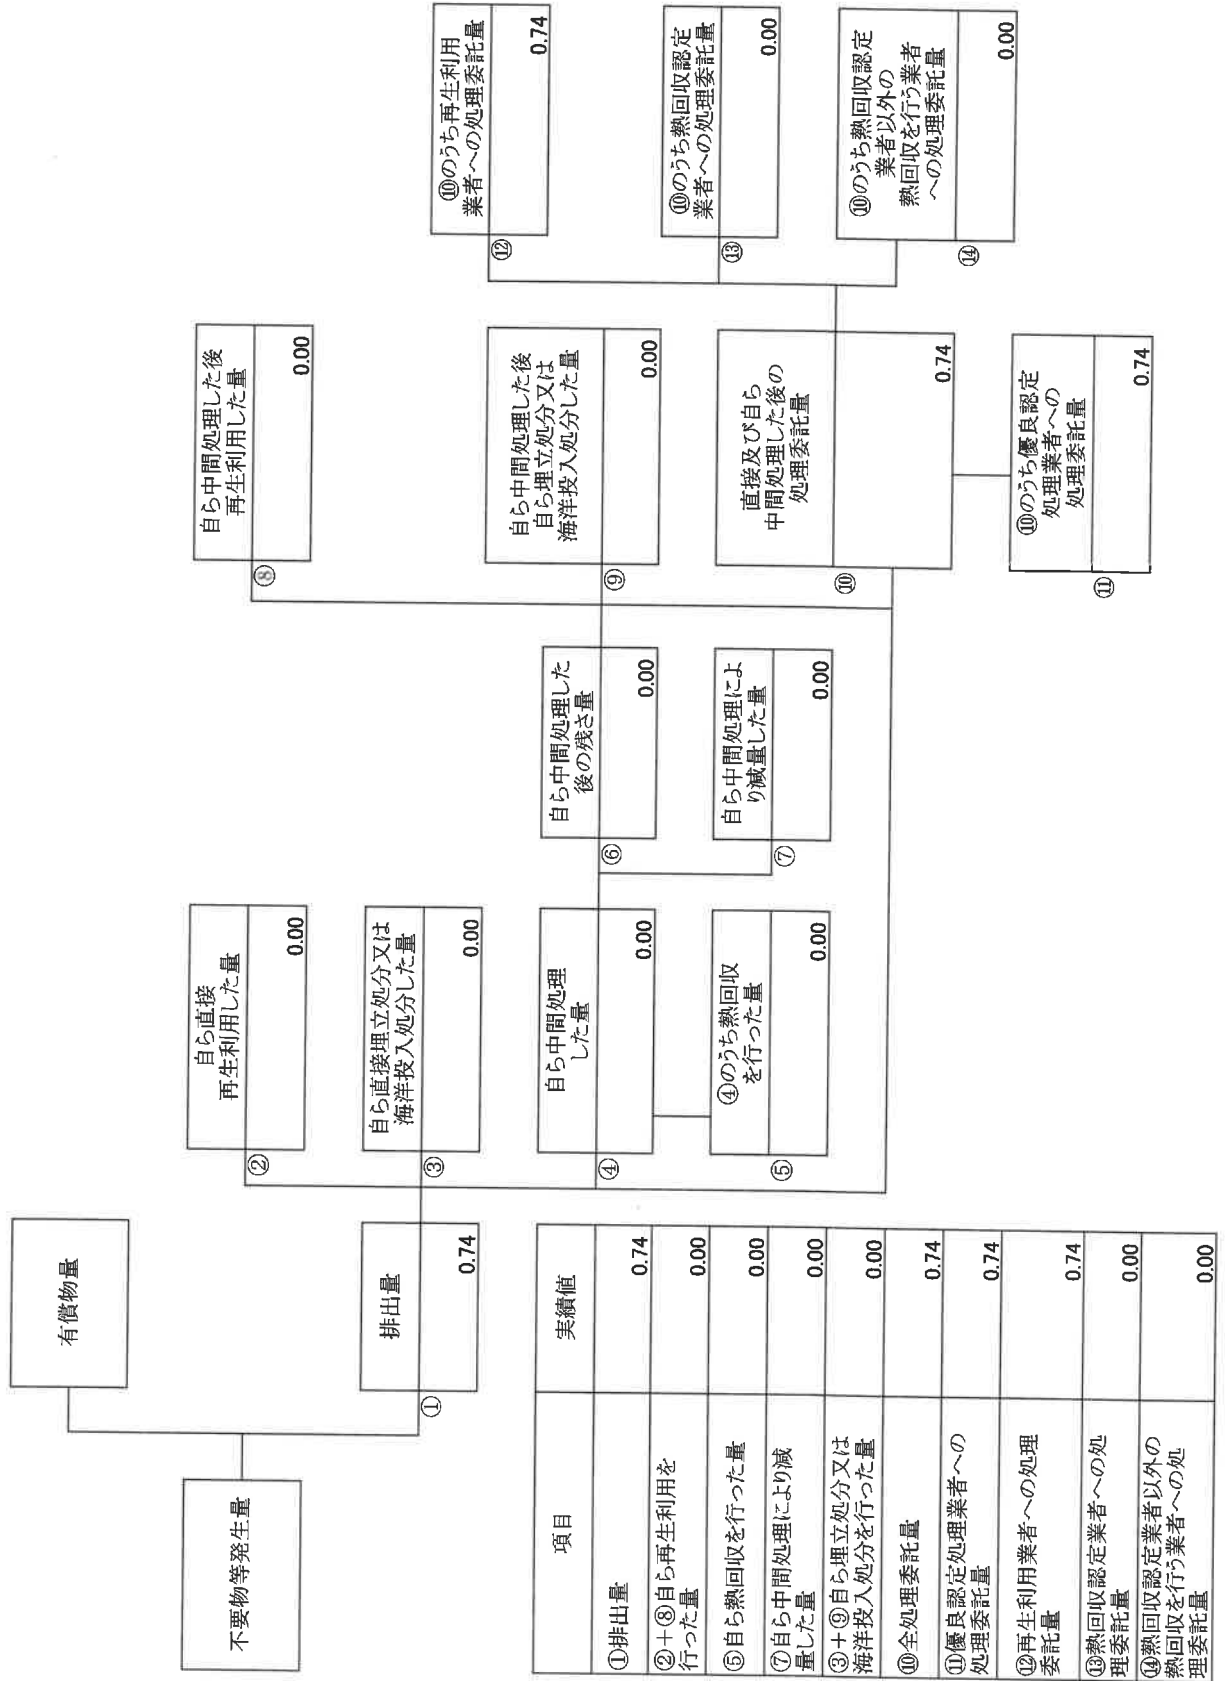 不要物等発生量
有償物量
排出量
①
0.74
自ら直接
再生利用した量
②
0.00
自ら直接埋立処分又は
海洋投入処分した量
③
0.00
自ら中間処理
した量
④
0.00
④のうち熱回収
を行った量
⑤
0.00
自ら中間処理した
後の残さ量
⑥
0.00
自ら中間処理によ
り減量した量
⑦
0.00
自ら中間処理した後
再生利用した量
⑧
0.00
自ら中間処理した後
自ら埋立処分又は
海洋投入処分した量
⑨
0.00
直接及び自ら
中間処理した後の
処理委託量
⑩
0.74
⑩のうち優良認定
処理業者への
処理委託量
⑪
0.74
⑩のうち再生利用
業者への処理委託量
⑫
0.74
⑩のうち熱回収認定
業者への処理委託量
⑬
0.00
⑩のうち熱回収認定
業者以外の
熱回収を行う業者
への処理委託量
⑭
0.00
項目 実績値
①排出量 0.74
②+⑧自ら再生利用を
行った量 0.00
⑤自ら熱回収を行った量 0.00
⑦自ら中間処理により減
量した量 0.00
③+⑨自ら埋立処分又は
海洋投入処分を行った量 0.00
⑩全処理委託量 0.74
⑪優良認定処理業者への
処理委託量 0.74
⑫再生利用業者への処理
委託量 0.74
⑬熱回収認定業者への処
理委託量 0.00
⑭熱回収認定業者以外の
熱回収を行う業者への処
理委託量 0.00